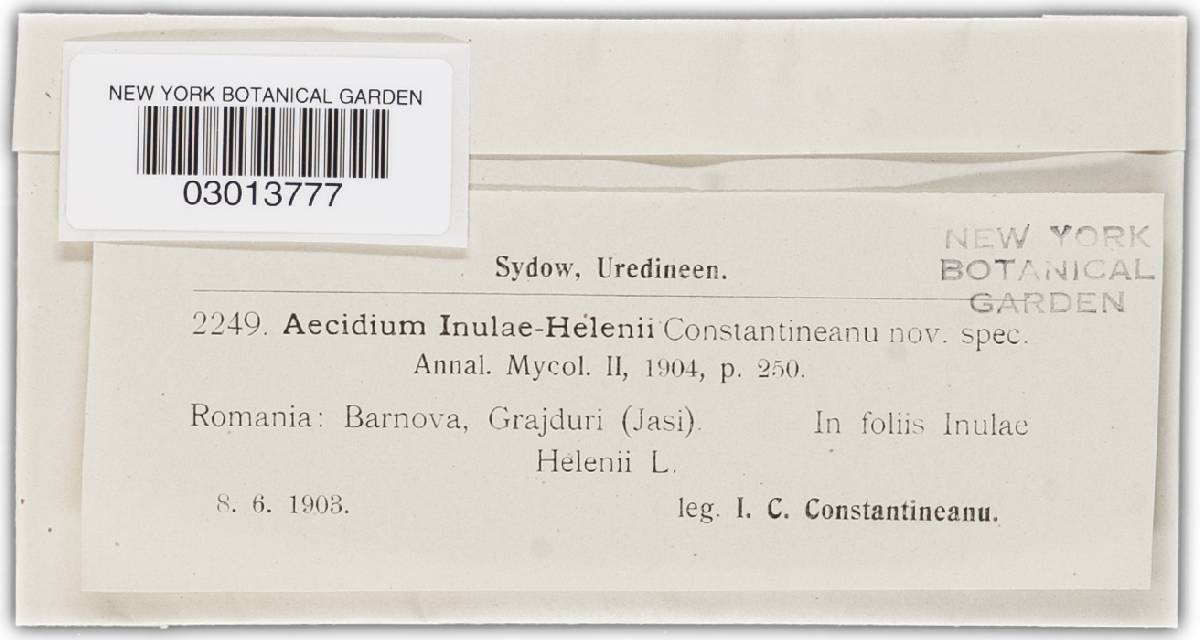 NEW YORK BOTANICAL GARDEN
03013777
NEW YORK
BOTANICAL
GARDEN
Sydow, Uredineen.
2249. Aecidium Inulae-Helenii Constantineanu nov. spec.
Annal. Mycol. II, 1904, p. 250.
Romania: Barnova, Grajduri (Jasi). In foliis Inulae
Helenii L.
8. 6. 1903. leg. I. C. Constantineanu.